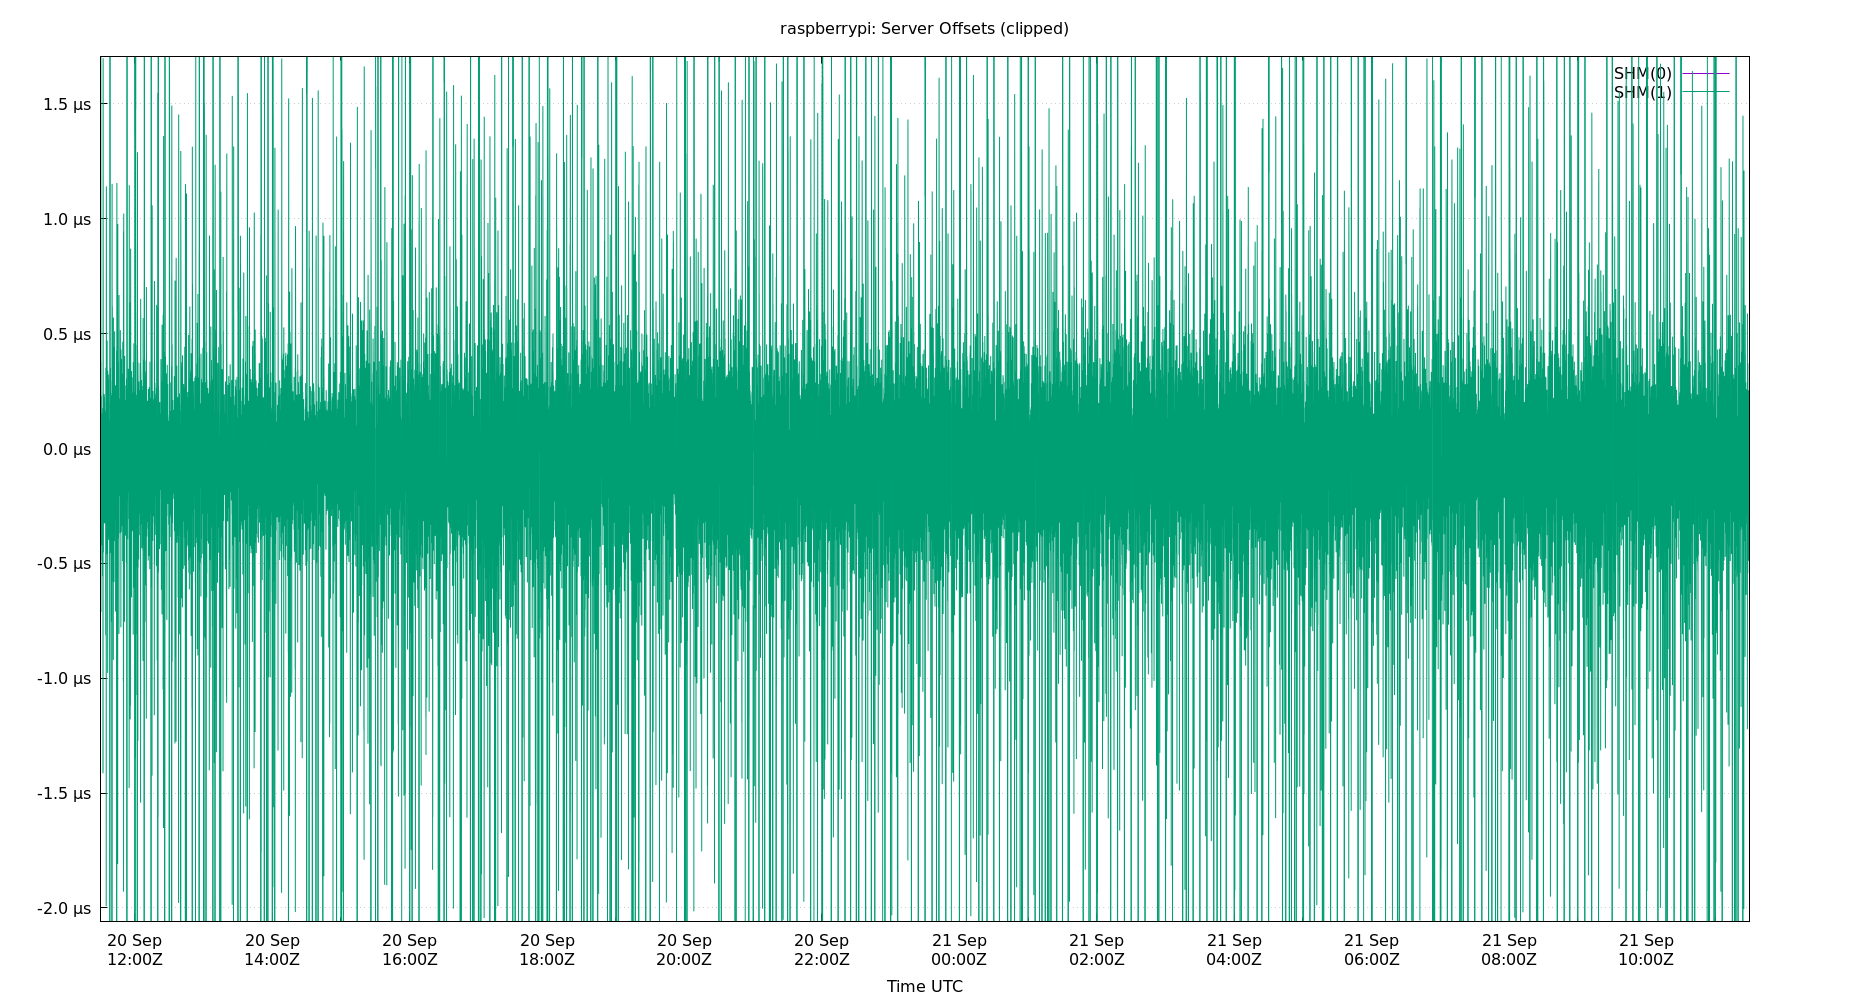 raspberrypi: Server Offsets (clipped)
SHM(0)
SHM(1)
1.5 µs
1.0 µs
0.5 µs
0.0 µs
-0.5 µs
-1.0 µs
-1.5 µs
-2.0 µs
20 Sep 20 Sep 20 Sep 20 Sep 20 Sep 20 Sep 21 Sep 21 Sep 21 Sep 21 Sep 21 Sep 21 Sep
12:00Z 14:00Z 16:00Z 18:00Z 20:00Z 22:00Z 00:00Z 02:00Z 04:00Z 06:00Z 08:00Z 10:00Z
Time UTC